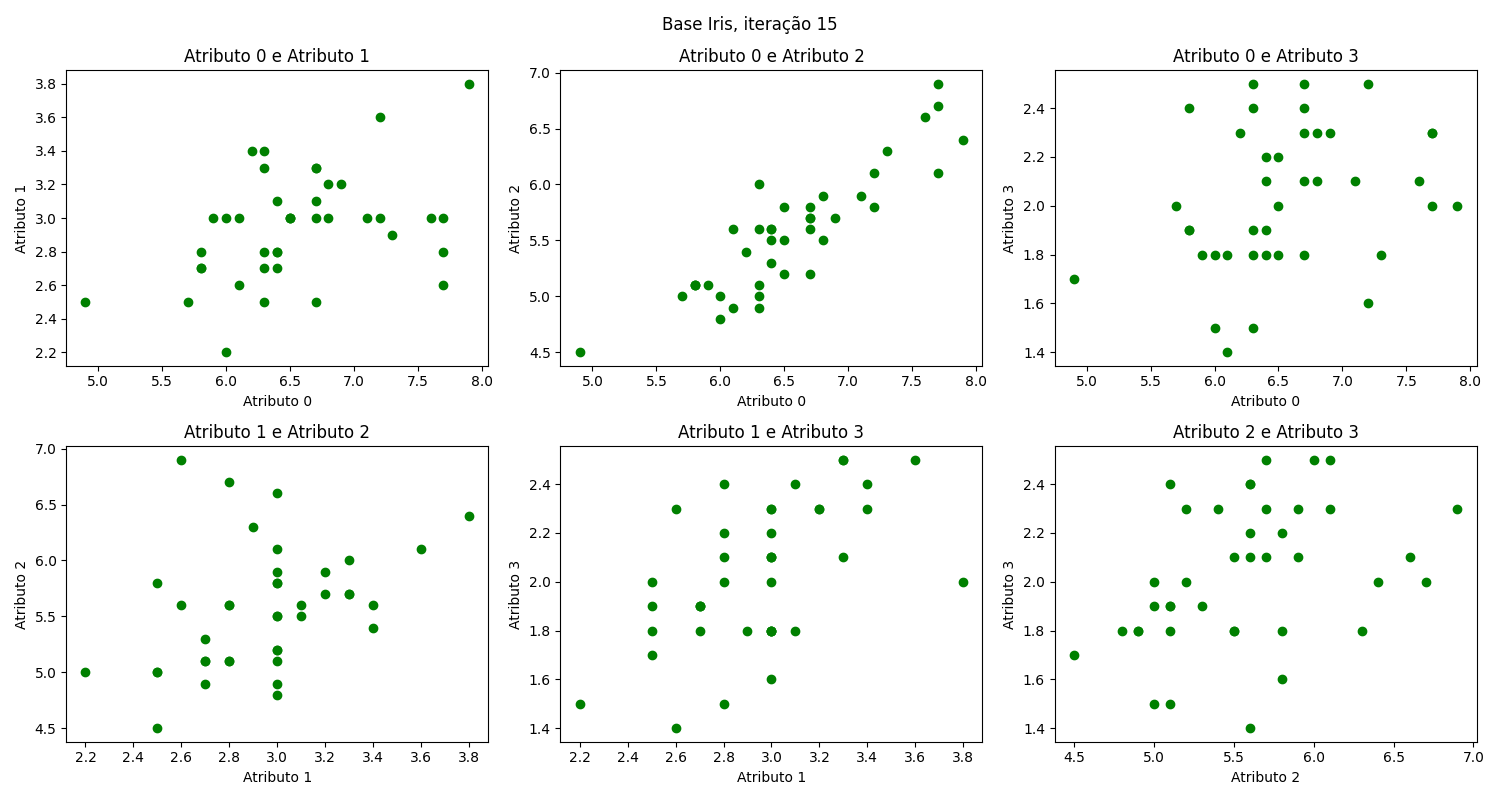 Base Iris, iteração 15
Atributo 0 e Atributo 1
Atributo 1
3.8
3.6
3.4
3.2
3.0
2.8
2.6
2.4
2.2
5.0 5.5 6.0 6.5 7.0 7.5 8.0
Atributo 0
Atributo 0 e Atributo 2
Atributo 2
7.0
6.5
6.0
5.5
5.0
4.5
5.0 5.5 6.0 6.5 7.0 7.5 8.0
Atributo 0
Atributo 0 e Atributo 3
Atributo 3
2.4
2.2
2.0
1.8
1.6
1.4
5.0 5.5 6.0 6.5 7.0 7.5 8.0
Atributo 0
Atributo 1 e Atributo 2
Atributo 2
7.0
6.5
6.0
5.5
5.0
4.5
2.2 2.4 2.6 2.8 3.0 3.2 3.4 3.6 3.8
Atributo 1
Atributo 1 e Atributo 3
Atributo 3
2.4
2.2
2.0
1.8
1.6
1.4
2.2 2.4 2.6 2.8 3.0 3.2 3.4 3.6 3.8
Atributo 1
Atributo 2 e Atributo 3
Atributo 3
2.4
2.2
2.0
1.8
1.6
1.4
4.5 5.0 5.5 6.0 6.5 7.0
Atributo 2